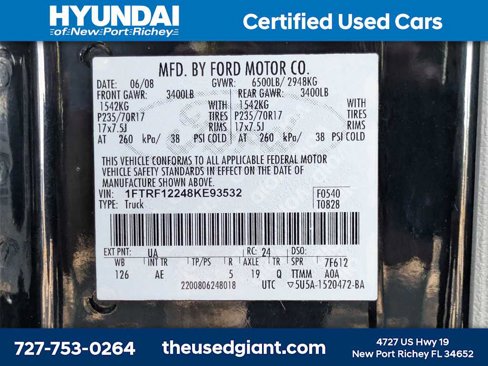 HYUNDAI
of New Port Richey
Certified Used Cars
MFD. BY FORD MOTOR CO.
DATE: 06/08 GVWR: 6500LB/ 2948KG
FRONT GAWR: 3400LB REAR GAWR: 3400LB
1542KG WITH 1542KG WITH
P235/70R17 TIRES P235/70R17 TIRES
17x7.5J RIMS 17x7.5J RIMS
AT 260 kPa/ 38 PSI COLD AT 260 kPa/ 38 PSI COLD
THIS VEHICLE CONFORMS TO ALL APPLICABLE FEDERAL MOTOR
VEHICLE SAFETY STANDARDS IN EFFECT ON THE DATE OF
MANUFACTURE SHOWN ABOVE.
VIN: 1FTRF12248KE93532 F0540
TYPE: Truck T0828
EXT PNT: UA RC: 24 DSO:
WB INT TR TP/PS R AXLE TR SPR 7F612
126 AE 5 19 Q TTMM A0A
2200806248018 UTC ▽5U5A-1520472-BA
727-753-0264
theusedgiant.com
4727 US Hwy 19
New Port Richey FL 34652